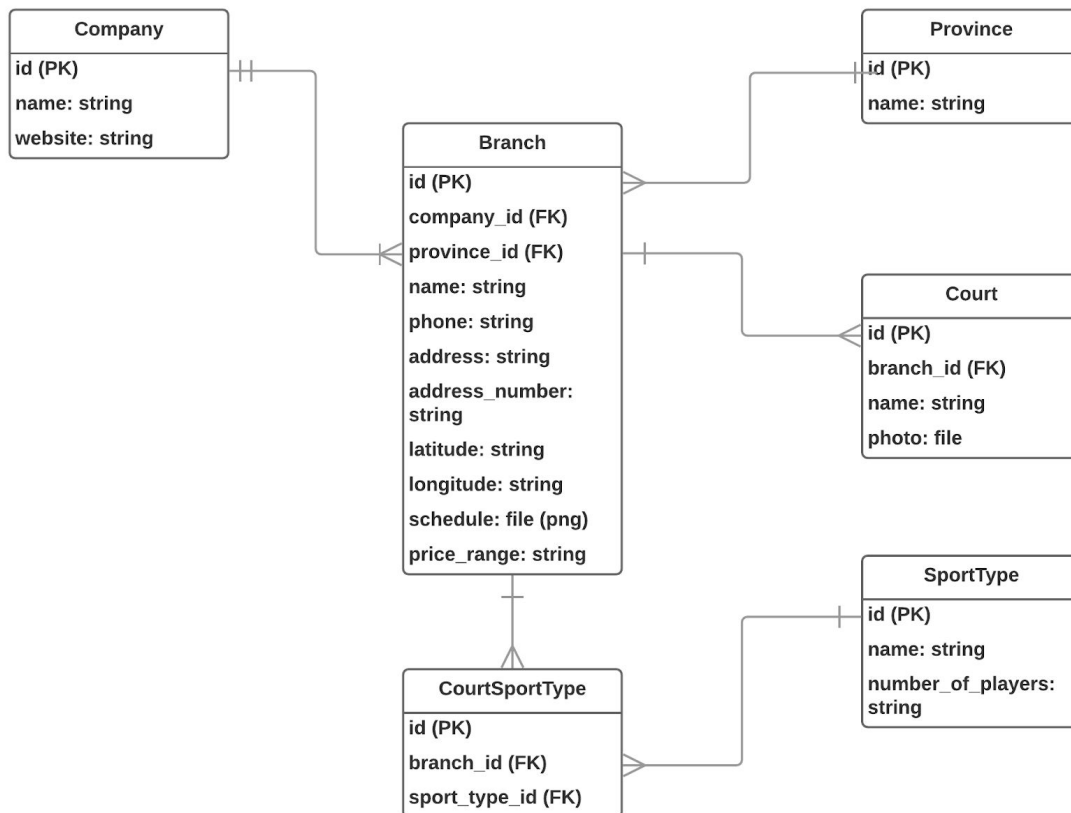 Company
id (PK)
name: string
website: string
Province
id (PK)
name: string
Branch
id (PK)
company_id (FK)
province_id (FK)
name: string
phone: string
address: string
address_number:
string
latitude: string
longitude: string
schedule: file (png)
price_range: string
Court
id (PK)
branch_id (FK)
name: string
photo: file
SportType
id (PK)
name: string
number_of_players:
string
CourtSportType
id (PK)
branch_id (FK)
sport_type_id (FK)